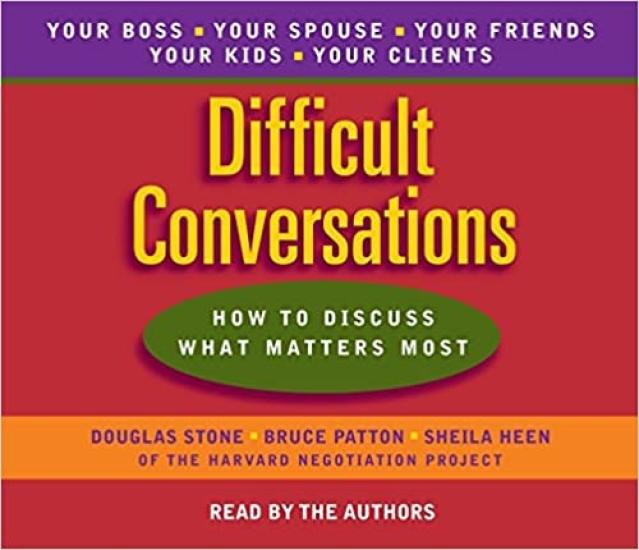 YOUR BOSS ▪ YOUR SPOUSE ▪ YOUR FRIENDS
YOUR KIDS ▪ YOUR CLIENTS
Difficult
Conversations
HOW TO DISCUSS
WHAT MATTERS MOST
DOUGLAS STONE ▪ BRUCE PATTON ▪ SHEILA HEEN
OF THE HARVARD NEGOTIATION PROJECT
READ BY THE AUTHORS